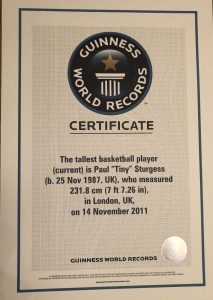 GUINNESS
WORLD RECORDS
CERTIFICATE
The tallest basketball player
(current) is Paul "Tiny" Sturgess
(b. 25 Nov 1987, UK), who measured
231.8 cm (7 ft 7.26 in),
in London, UK,
on 14 November 2011
GUINNESS WORLD RECORDS